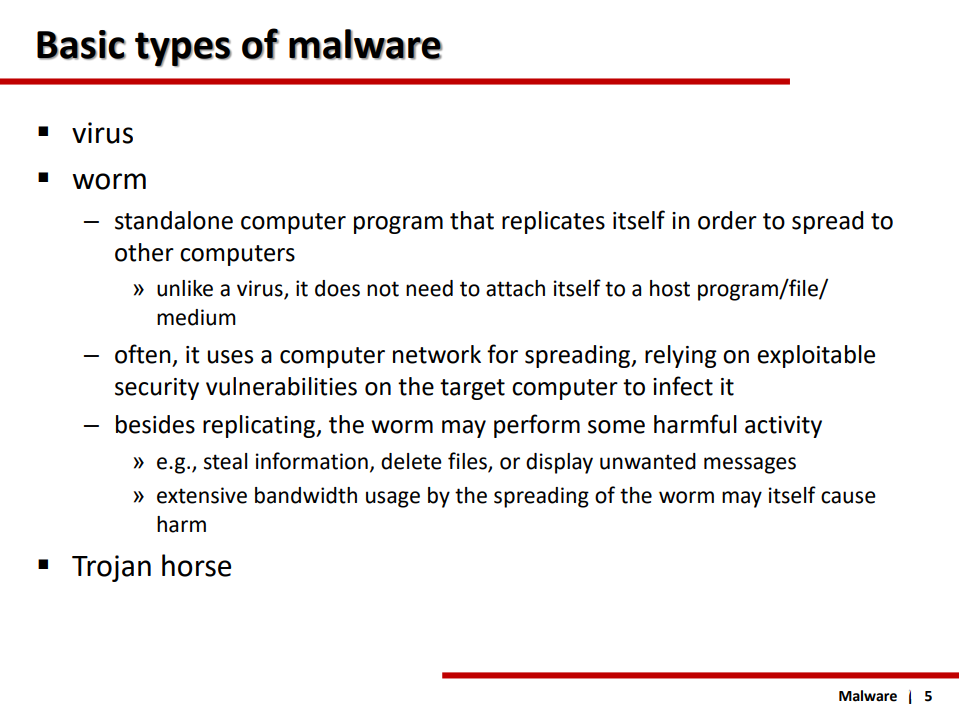 Basic types of malware
▪ virus
▪ worm
– standalone computer program that replicates itself in order to spread to
other computers
» unlike a virus, it does not need to attach itself to a host program/file/
medium
– often, it uses a computer network for spreading, relying on exploitable
security vulnerabilities on the target computer to infect it
– besides replicating, the worm may perform some harmful activity
» e.g., steal information, delete files, or display unwanted messages
» extensive bandwidth usage by the spreading of the worm may itself cause
harm
▪ Trojan horse
Malware | 5